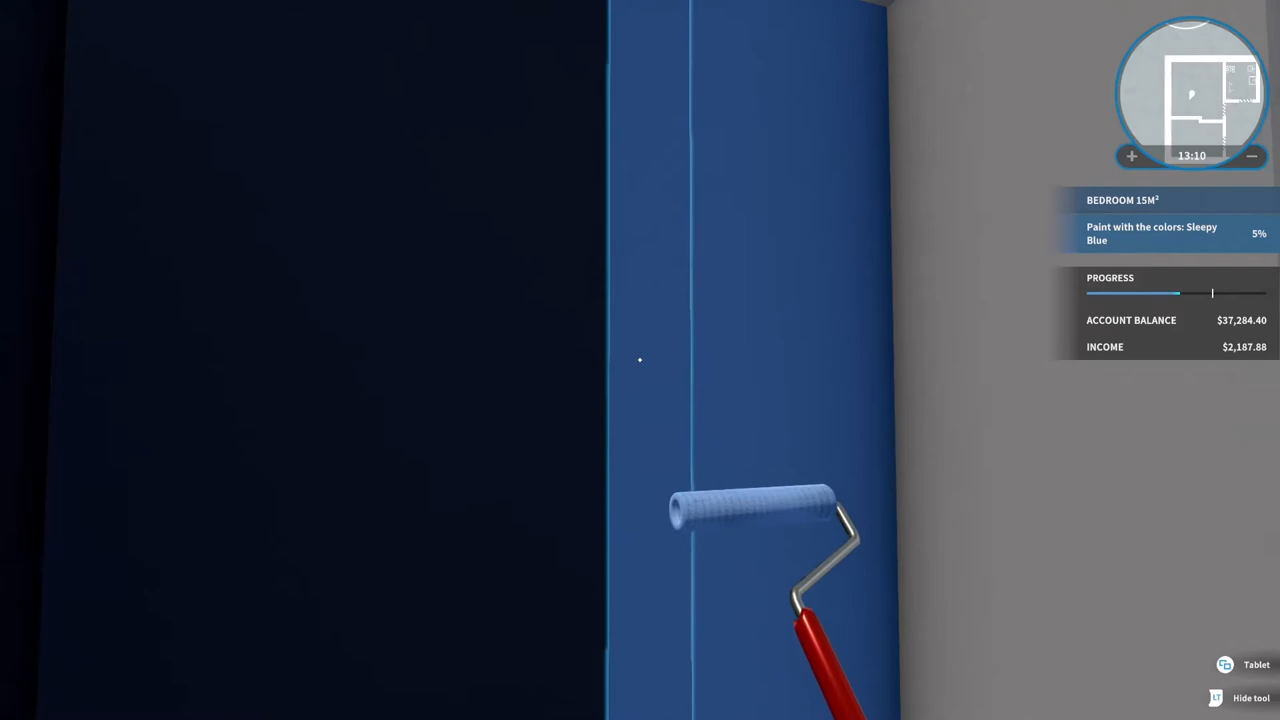 13:10
BEDROOM 15M²
Paint with the colors: Sleepy
Blue
5%
PROGRESS
ACCOUNT BALANCE $37,284.40
INCOME $2,187.88
Tablet
LT Hide tool